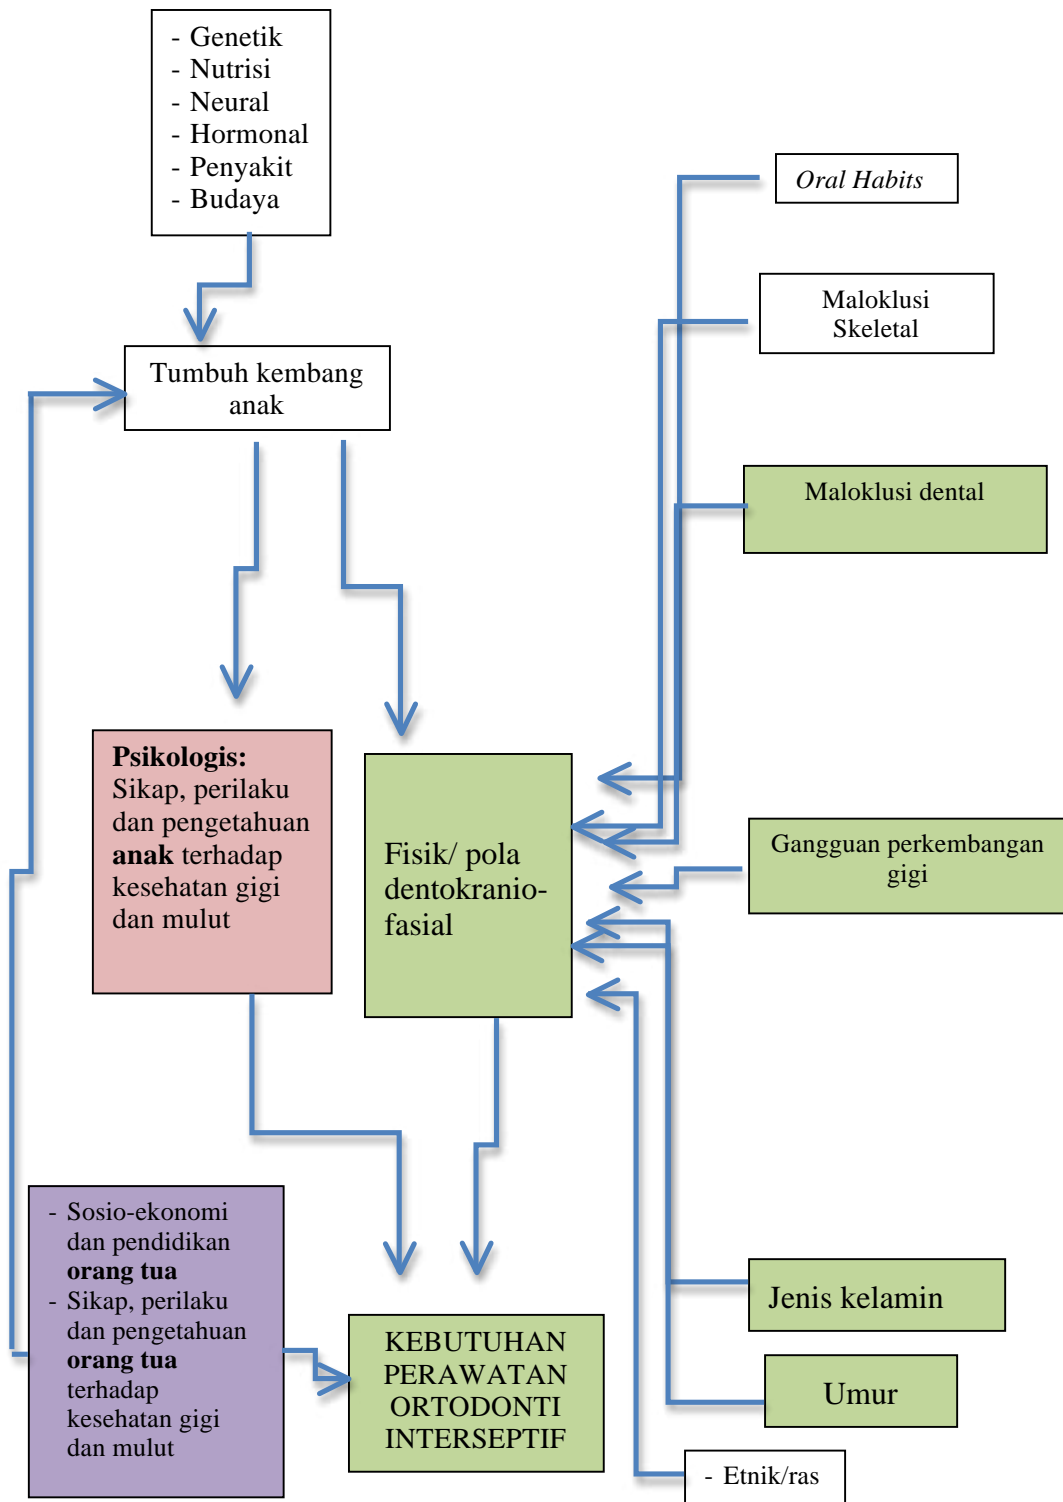 - Genetik
- Nutrisi
- Neural
- Hormonal
- Penyakit
- Budaya
Oral Habits
Maloklusi
Skeletal
Tumbuh kembang
anak
Maloklusi dental
Psikologis:
Sikap, perilaku
dan pengetahuan
anak terhadap
kesehatan gigi
dan mulut
Fisik/ pola
dentokranio-
fasial
Gangguan perkembangan
gigi
- Sosio-ekonomi
dan pendidikan
orang tua
- Sikap, perilaku
dan pengetahuan
orang tua
terhadap
kesehatan gigi
dan mulut
KEBUTUHAN
PERAWATAN
ORTODONTI
INTERSEPTIF
Jenis kelamin
Umur
- Etnik/ras